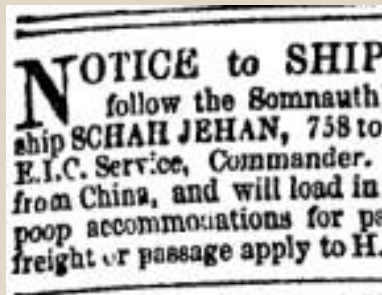 NOTICE to SHIP
follow the Somnauth
ship SCHAH JEHAN, 758 to
E.I.C. Service, Commander.
from China, and will load in
poop accommodations for pa
freight or passage apply to H.